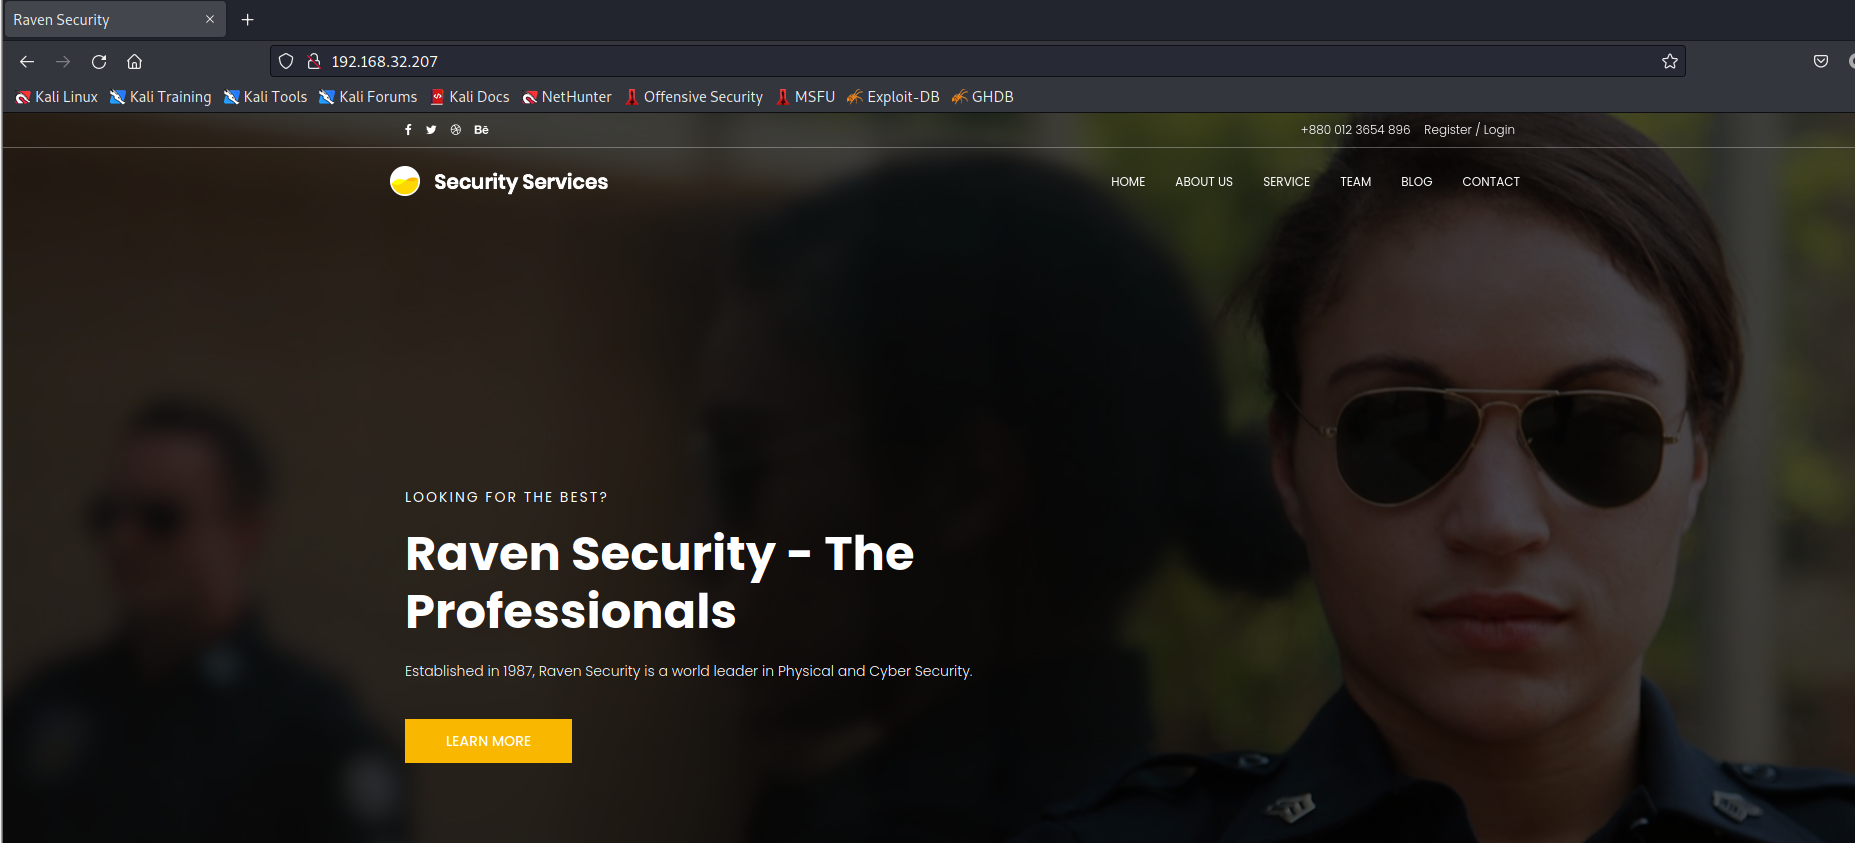 Raven Security
192.168.32.207
Kali Linux Kali Training Kali Tools Kali Forums Kali Docs NetHunter Offensive Security MSFU Exploit-DB GHDB
Bē +880 012 3654 896 Register / Login
Security Services HOME ABOUT US SERVICE TEAM BLOG CONTACT
LOOKING FOR THE BEST?
Raven Security - The
Professionals
Established in 1987, Raven Security is a world leader in Physical and Cyber Security.
LEARN MORE